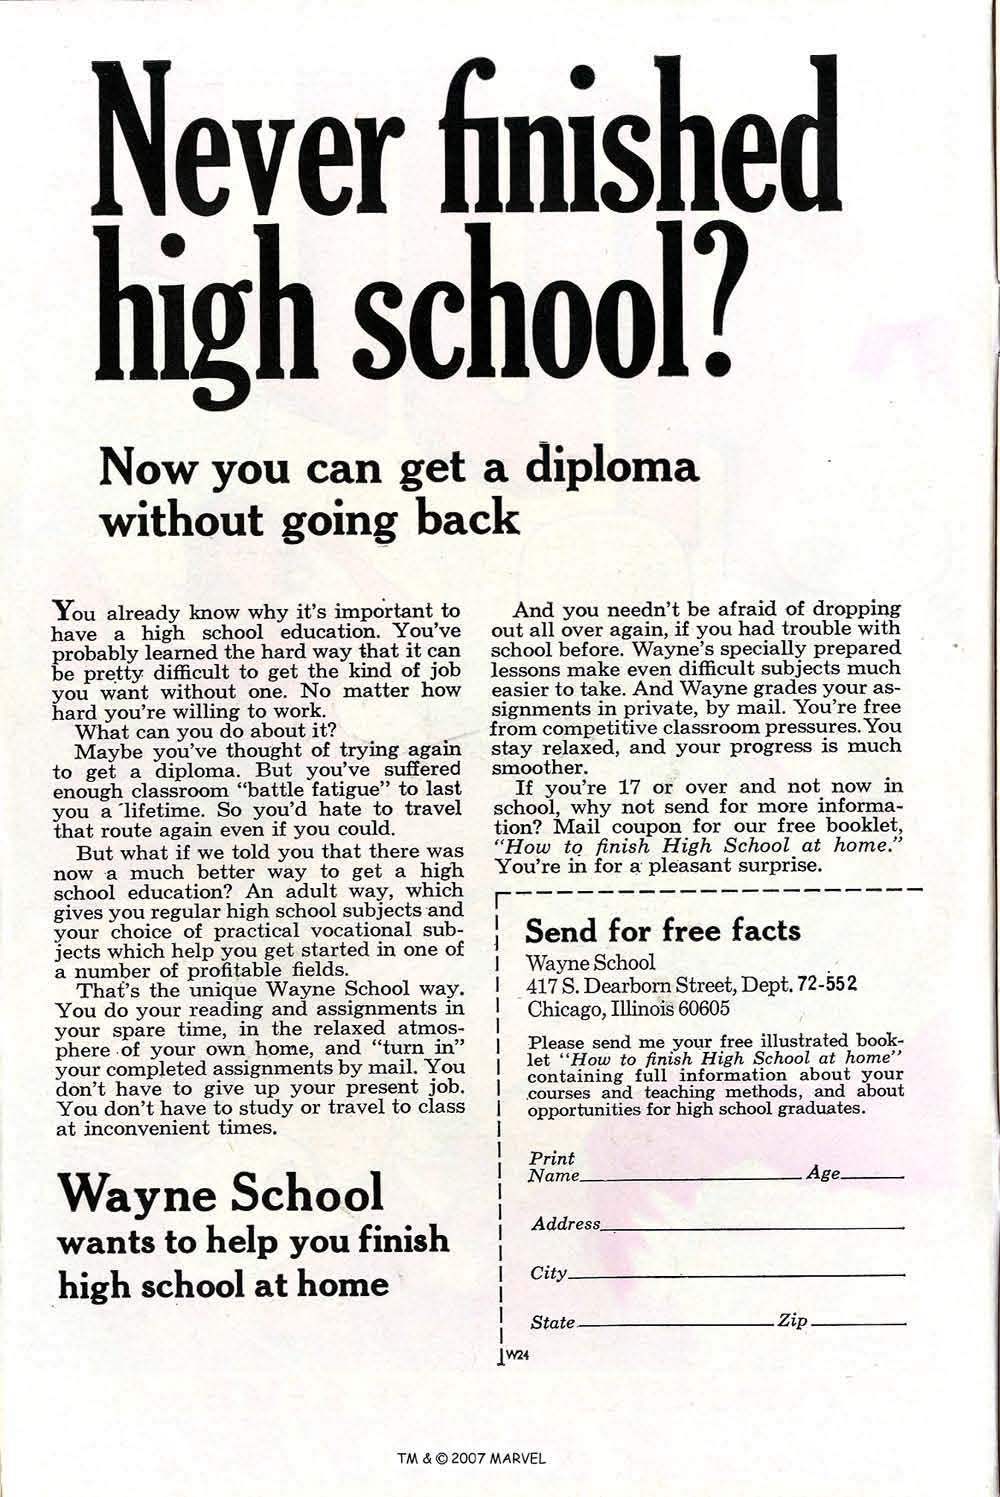 Never finished
high school?
Now you can get a diploma
without going back
You already know why it's important to
have a high school education. You've
probably learned the hard way that it can
be pretty difficult to get the kind of job
you want without one. No matter how
hard you're willing to work.
What can you do about it?
Maybe you've thought of trying again
to get a diploma. But you've suffered
enough classroom "battle fatigue" to last
you a lifetime. So you'd hate to travel
that route again even if you could.
But what if we told you that there was
now a much better way to get a high
school education? An adult way, which
gives you regular high school subjects and
your choice of practical vocational sub-
jects which help you get started in one of
a number of profitable fields.
That's the unique Wayne School way.
You do your reading and assignments in
your spare time, in the relaxed atmos-
phere of your own home, and "turn in"
your completed assignments by mail. You
don't have to give up your present job.
You don't have to study or travel to class
at inconvenient times.
Wayne School
wants to help you finish
high school at home
And you needn't be afraid of dropping
out all over again, if you had trouble with
school before. Wayne's specially prepared
lessons make even difficult subjects much
easier to take. And Wayne grades your as-
signments in private, by mail. You're free
from competitive classroom pressures. You
stay relaxed, and your progress is much
smoother.
If you're 17 or over and not now in
school, why not send for more informa-
tion? Mail coupon for our free booklet,
"How to finish High School at home."
You're in for a pleasant surprise.
Send for free facts
Wayne School
417 S. Dearborn Street, Dept. 72-552
Chicago, Illinois 60605
Please send me your free illustrated book-
let "How to finish High School at home"
containing full information about your
courses and teaching methods, and about
opportunities for high school graduates.
Print
Name Age
Address
City
State Zip
W24
TM & © 2007 MARVEL